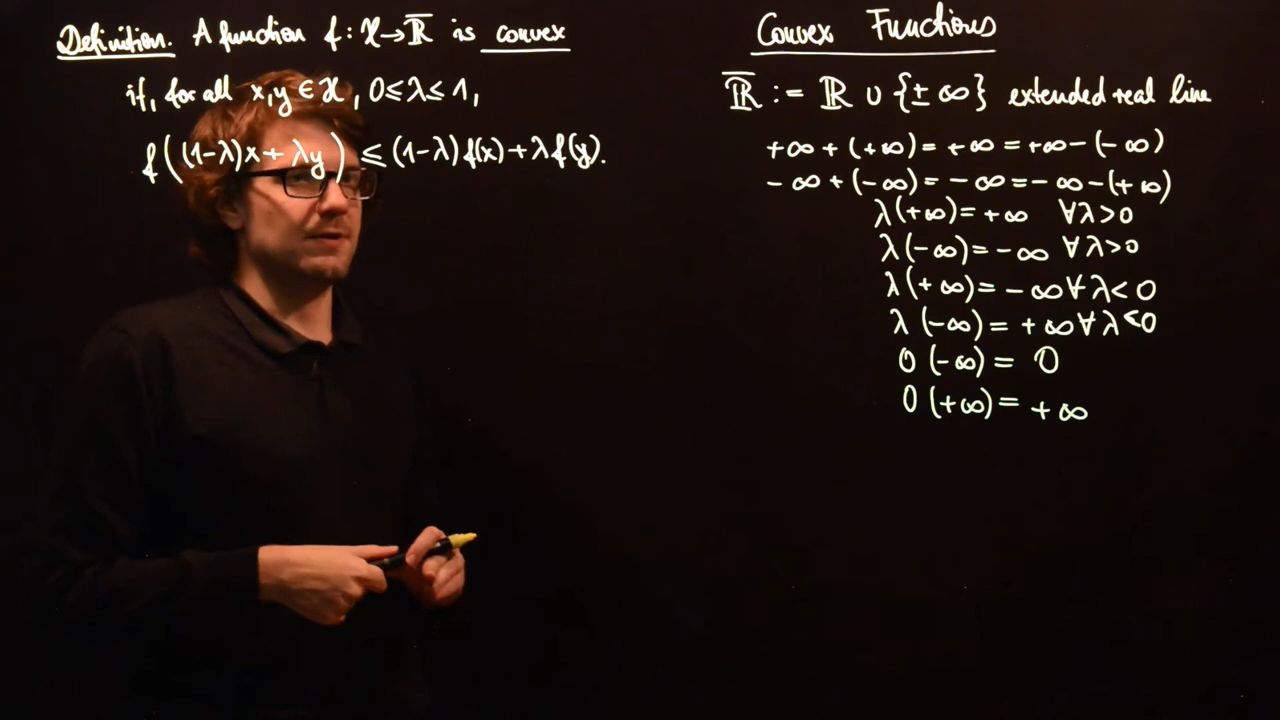 Definition. A function f: X → ℝ̅ is convex
if, for all x,y ∈ X, 0 ≤ λ ≤ 1,
f((1-λ)x + λy) ≤ (1-λ)f(x) + λf(y).
Convex Functions
ℝ̅ := ℝ ∪ {±∞} extended real line
+∞ + (+∞) = +∞ = +∞ - (-∞)
-∞ + (-∞) = -∞ = -∞ - (+∞)
λ(+∞) = +∞ ∀λ>0
λ(-∞) = -∞ ∀λ>0
λ(+∞) = -∞ ∀λ<0
λ(-∞) = +∞ ∀λ<0
0(-∞) = 0
0(+∞) = +∞